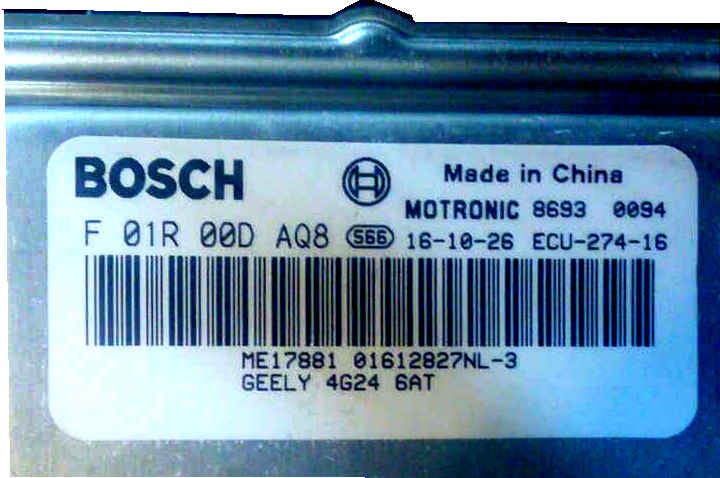 BOSCH
Made in China
MOTRONIC 8693 0094
F 01R 00D AQ8 566 16-10-26 ECU-274-16
ME17881 01612827NL-3
GEELY 4G24 6AT